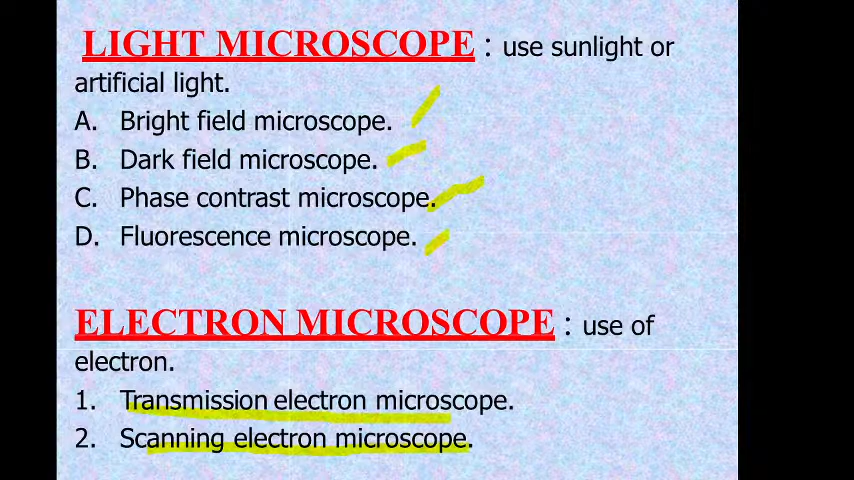 LIGHT MICROSCOPE : use sunlight or
artificial light.
A. Bright field microscope.
B. Dark field microscope.
C. Phase contrast microscope.
D. Fluorescence microscope.
ELECTRON MICROSCOPE : use of
electron.
1. Transmission electron microscope.
2. Scanning electron microscope.